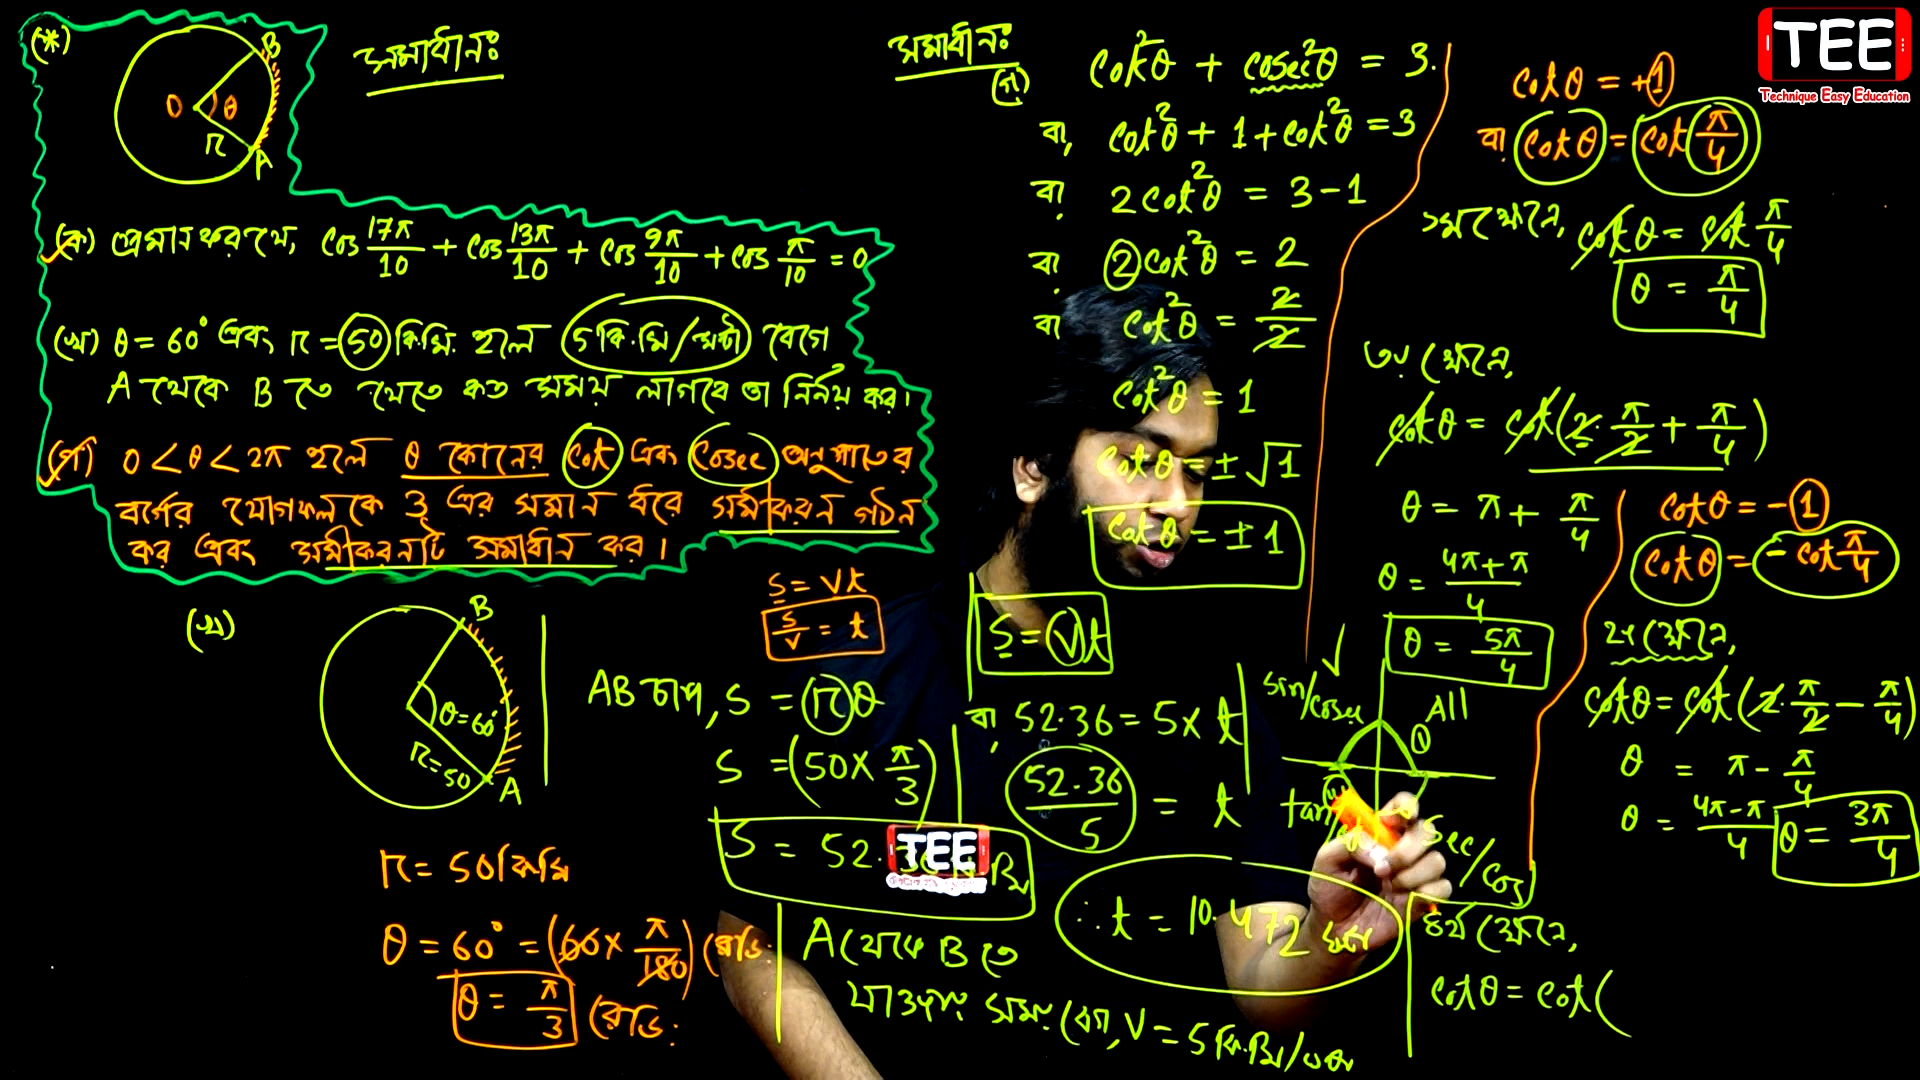 (*)
B
O θ
r
A
সমাধানঃ
(ক) প্রমান কর যে, cos 17π/10 + cos 13π/10 + cos 9π/10 + cos π/10 = 0
(খ) θ = 60° এবং r = 50 কি.মি. হলে 5 কি.মি/ঘন্টা বেগে
A থেকে B তে যেতে কত সময় লাগবে তা নির্নয় কর।
(গ) 0 < θ < 2π হলে θ কোনের cot এবং cosec অনুপাতের
বর্গের যোগফলকে 3 এর সমান ধরে সমীকরন গঠন
কর এবং সমীকরনটি সমাধান কর।
(খ)
B
θ=60°
r=50
A
r = 50 কিমি
θ = 60° = (60 × π/180) (রেডি.
θ = π/3 (রেডি.
S = vt
S/v = t
AB চাপ, S = rθ
S = (50 × π/3)
S = 52.
TEE
A থেকে B তে
S = vt
বা, 52.36 = 5 × t
52.36/5 = t
∴ t = 10.472 ঘন্টা
বেগ, V = 5 কি.মি/ঘন্টা
সমাধানঃ
(গ)
cot²θ + cosec²θ = 3.
বা, cot²θ + 1 + cot²θ = 3
বা, 2cot²θ = 3 - 1
বা 2cot²θ = 2
বা cot²θ = 2/2
cot²θ = 1
cotθ = ±√1
cotθ = ±1
cotθ = +1
বা cotθ = cot π/4
১ম ক্ষেত্রে, cotθ = cot π/4
θ = π/4
৩য় ক্ষেত্রে,
cotθ = cot(2·π/2 + π/4)
θ = π + π/4
θ = 4π+π/4
θ = 5π/4
sin/cosec
All
tan
Sec/cos
cotθ = -1
cotθ = -cot π/4
২য় ক্ষেত্রে,
cotθ = cot(2·π/2 - π/4)
θ = π - π/4
θ = 4π-π/4
θ = 3π/4
৪র্থ ক্ষেত্রে,
cotθ = cot(
TEE
Technique Easy Education